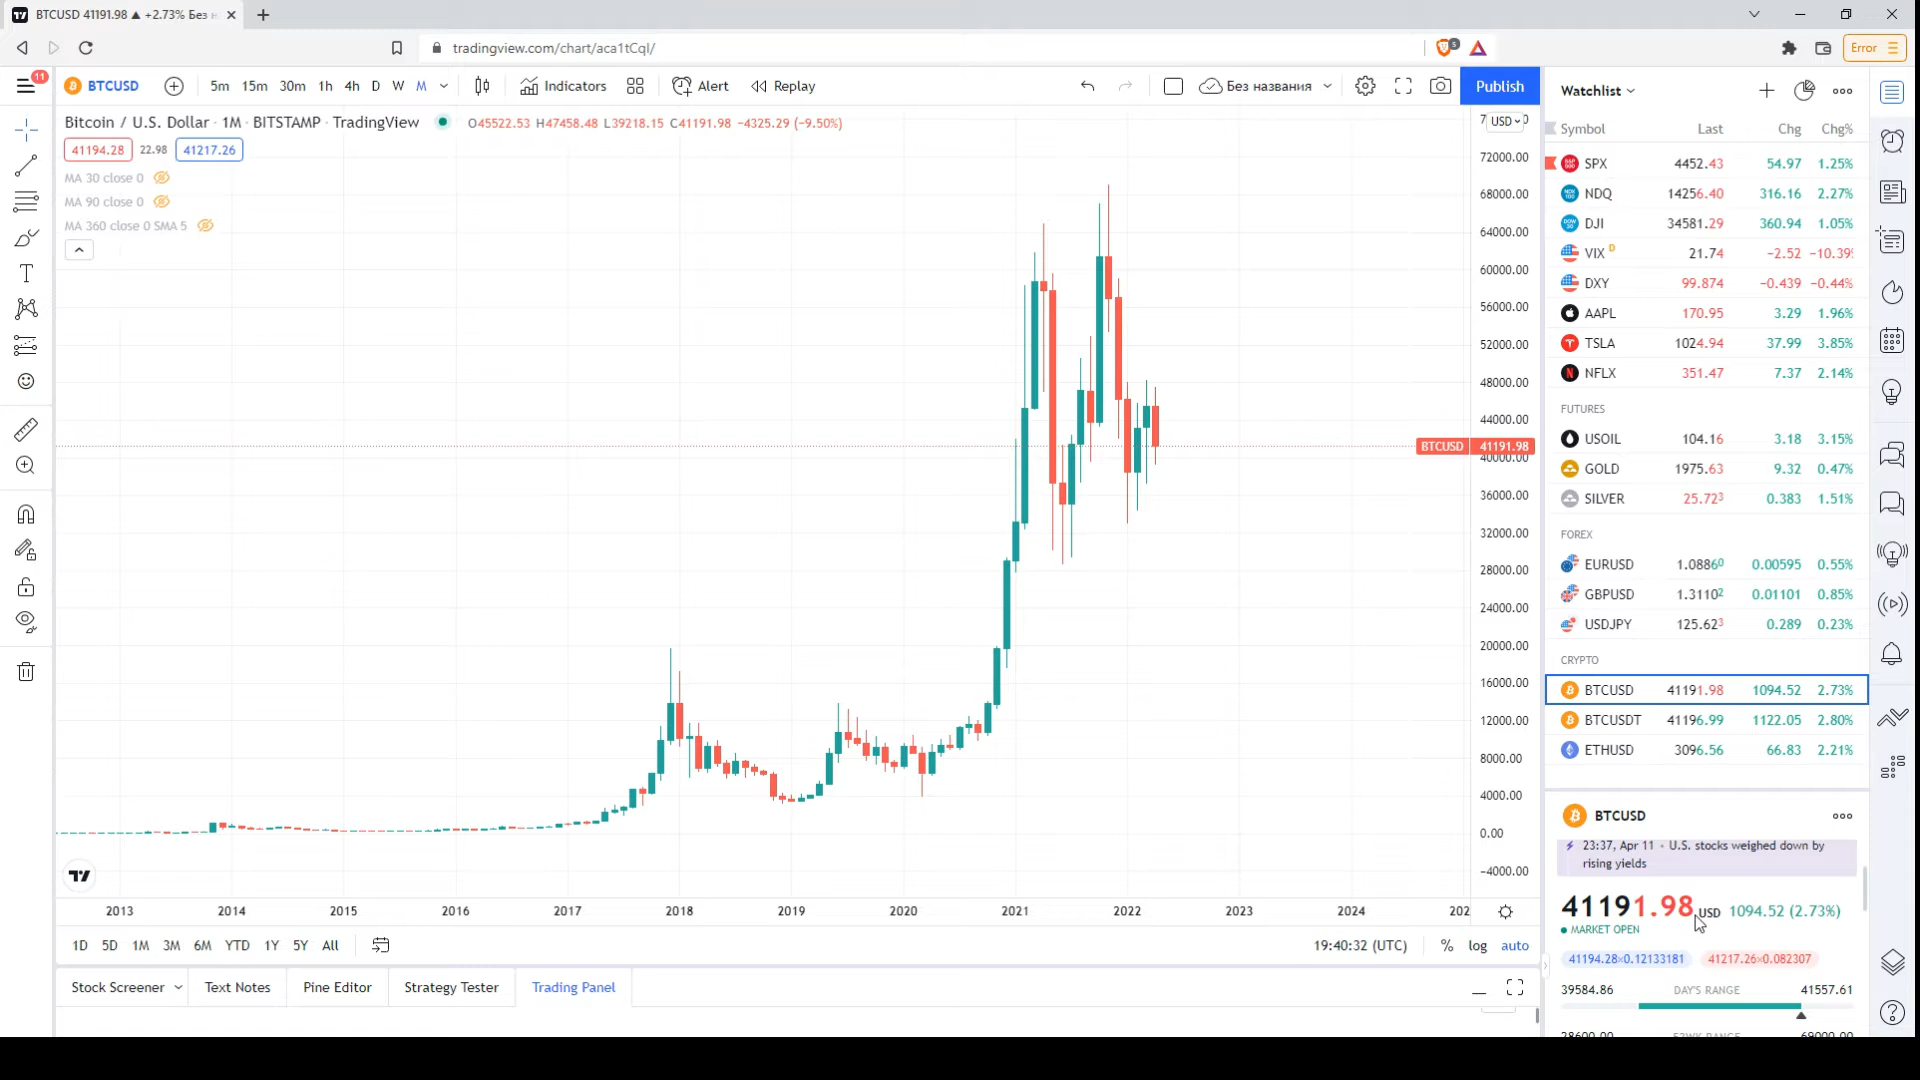 BTCUSD 41191.98 ▲ +2.73% Без н
tradingview.com/chart/aca1tCqI/
5
Error
11
BTCUSD 5m 15m 30m 1h 4h D W M Indicators Alert Replay Без названия Publish
Bitcoin / U.S. Dollar · 1M · BITSTAMP · TradingView O45522.53 H47458.48 L39218.15 C41191.98 −4325.29 (−9.50%)
41194.28 22.98 41217.26
MA 30 close 0
MA 90 close 0
MA 360 close 0 SMA 5
USD
72000.00
68000.00
64000.00
60000.00
56000.00
52000.00
48000.00
44000.00
BTCUSD 41191.98
40000.00
36000.00
32000.00
28000.00
24000.00
20000.00
16000.00
12000.00
8000.00
4000.00
0.00
−4000.00
2013 2014 2015 2016 2017 2018 2019 2020 2021 2022 2023 2024 202
1D 5D 1M 3M 6M YTD 1Y 5Y All 19:40:32 (UTC) % log auto
Stock Screener Text Notes Pine Editor Strategy Tester Trading Panel
Watchlist
Symbol Last Chg Chg%
SPX 4452.43 54.97 1.25%
NDQ 14256.40 316.16 2.27%
DJI 34581.29 360.94 1.05%
VIX D 21.74 −2.52 −10.39
DXY 99.874 −0.439 −0.44%
AAPL 170.95 3.29 1.96%
TSLA 1024.94 37.99 3.85%
NFLX 351.47 7.37 2.14%
FUTURES
USOIL 104.16 3.18 3.15%
GOLD 1975.63 9.32 0.47%
SILVER 25.723 0.383 1.51%
FOREX
EURUSD 1.08860 0.00595 0.55%
GBPUSD 1.31102 0.01101 0.85%
USDJPY 125.623 0.289 0.23%
CRYPTO
BTCUSD 41191.98 1094.52 2.73%
BTCUSDT 41196.99 1122.05 2.80%
ETHUSD 3096.56 66.83 2.21%
BTCUSD
23:37, Apr 11 • U.S. stocks weighed down by
rising yields
41191.98 USD 1094.52 (2.73%)
MARKET OPEN
41194.28×0.12133181 41217.26×0.082307
39584.86 DAY'S RANGE 41557.61
28600.00 52WK RANGE 69000.00